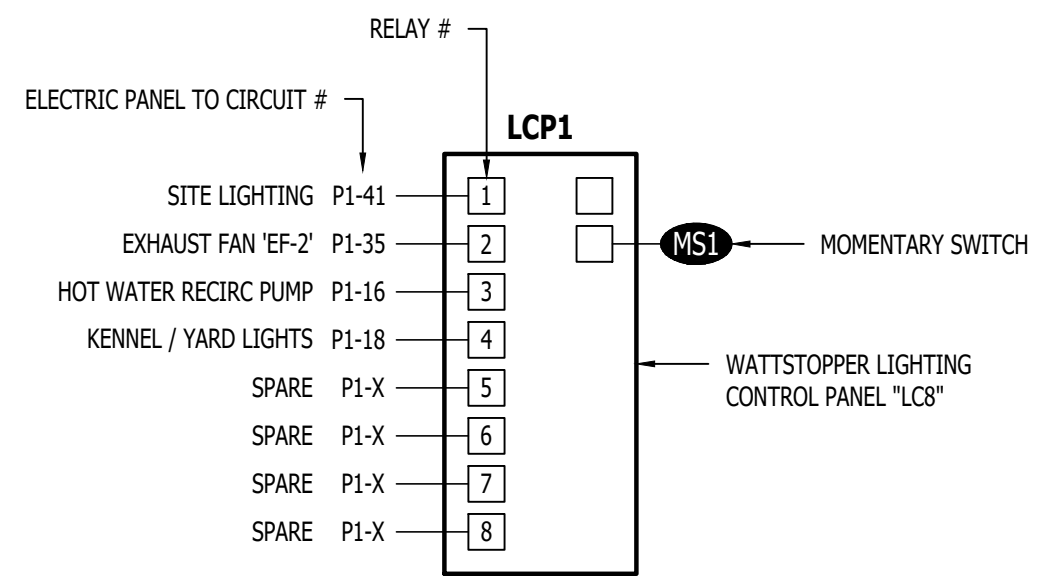 RELAY #
ELECTRIC PANEL TO CIRCUIT #
LCP1
SITE LIGHTING P1-41 1
EXHAUST FAN 'EF-2' P1-35 2 MS1 MOMENTARY SWITCH
HOT WATER RECIRC PUMP P1-16 3
KENNEL / YARD LIGHTS P1-18 4
WATTSTOPPER LIGHTING
CONTROL PANEL "LC8"
SPARE P1-X 5
SPARE P1-X 6
SPARE P1-X 7
SPARE P1-X 8